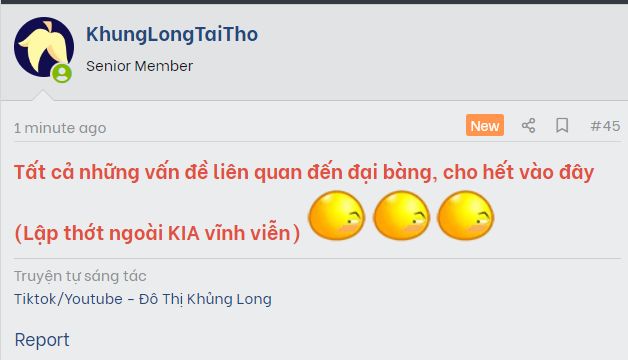 KhungLongTaiTho
Senior Member
1 minute ago
New
#45
Tất cả những vấn đề liên quan đến đại bàng, cho hết vào đây
(Lập thớt ngoài KIA vĩnh viễn)
Truyện tự sáng tác
Tiktok/Youtube - Đô Thị Khủng Long
Report